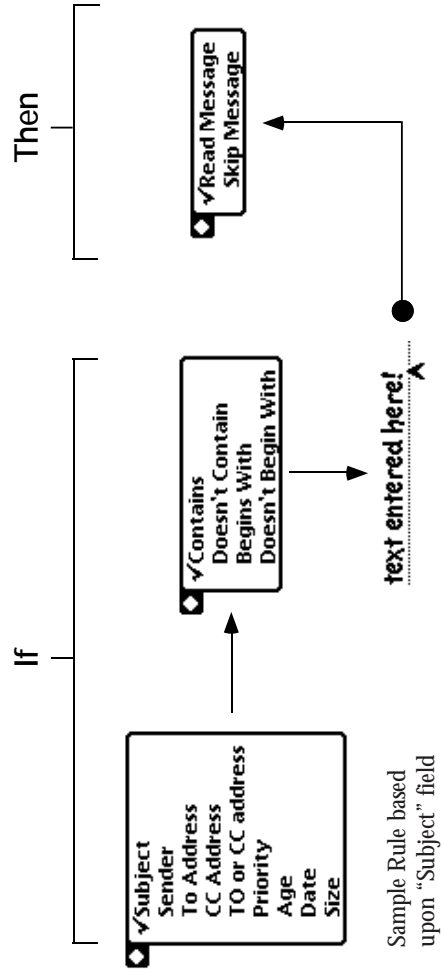 If
Then
✓Subject
Sender
To Address
CC Address
TO or CC address
Priority
Age
Date
Size
✓Contains
Doesn't Contain
Begins With
Doesn't Begin With
text entered here!
✓Read Message
Skip Message
Sample Rule based
upon “Subject” field